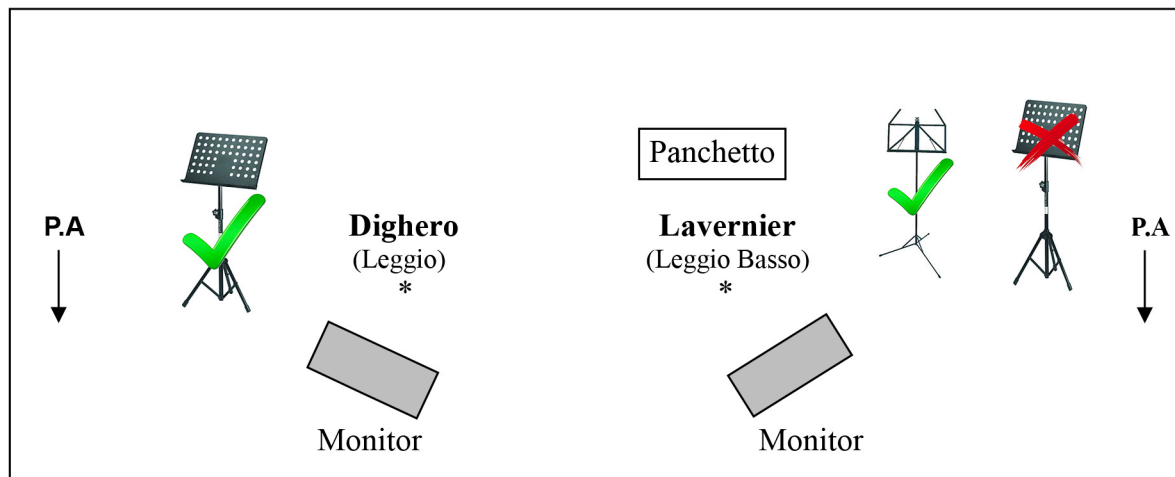 Panchetto
P.A
Dighero
(Leggio)
*
Lavernier
(Leggio Basso)
*
P.A
Monitor
Monitor